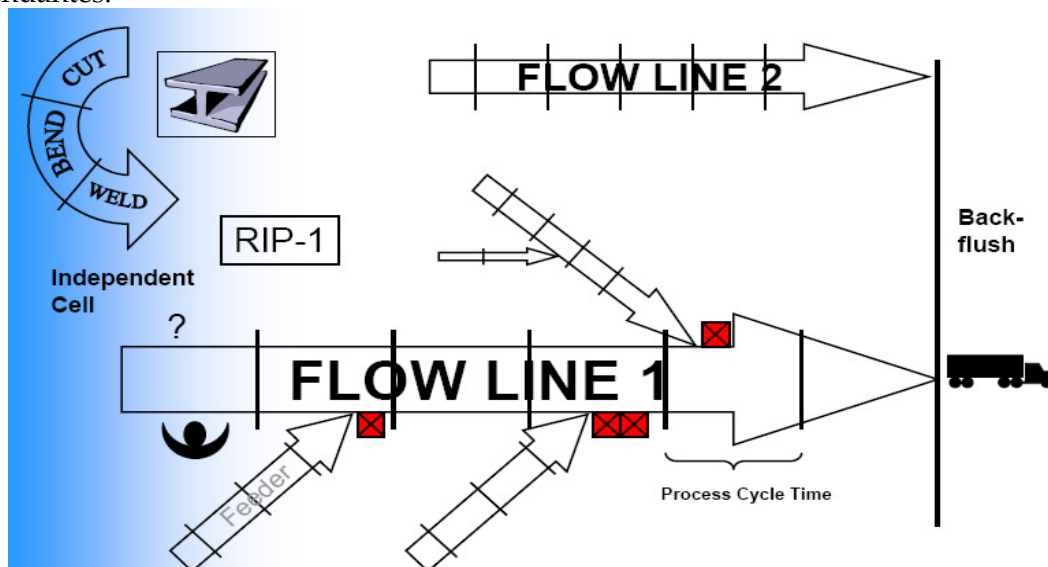 CUT
BEND
WELD
FLOW LINE 2
RIP-1
Independent
Cell
Back-
flush
?
FLOW LINE 1
Feeder
Process Cycle Time